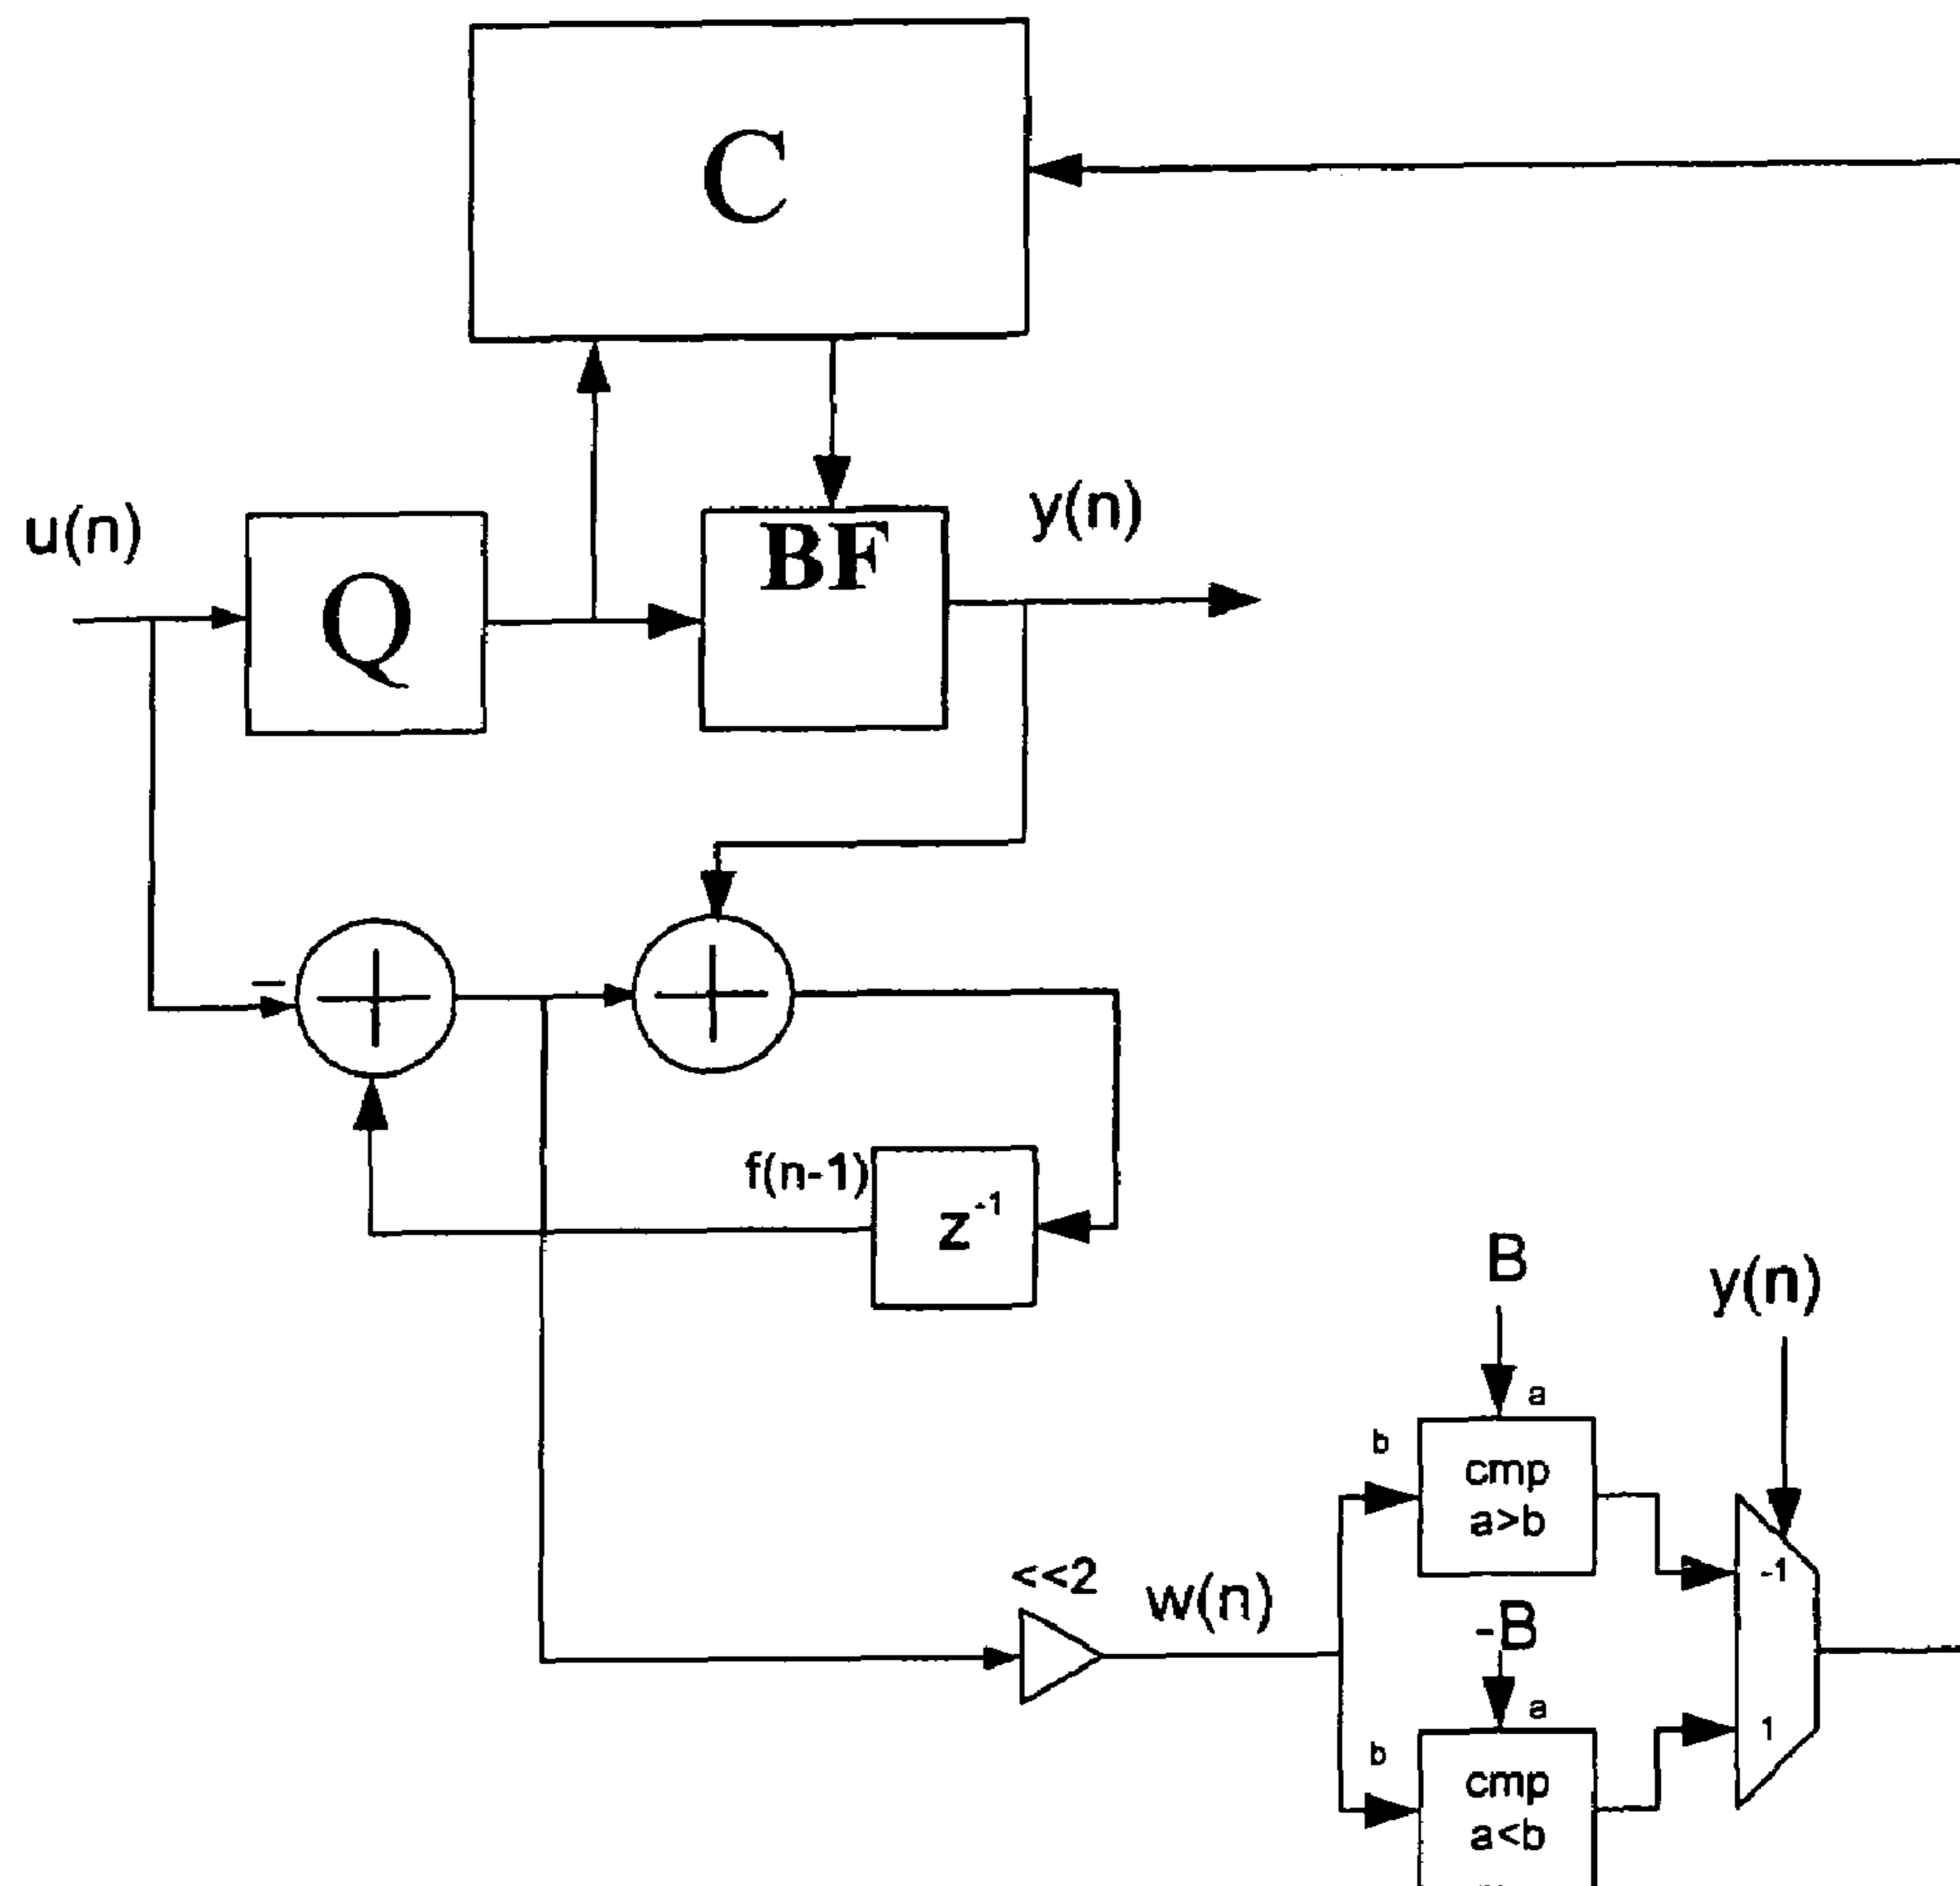 C
u(n)
Q
BF
y(n)
−
+
+
f(n-1)
z⁻¹
B
y(n)
a
b
cmp
a>b
-1
<<2
w(n)
-B
a
1
b
cmp
a<b